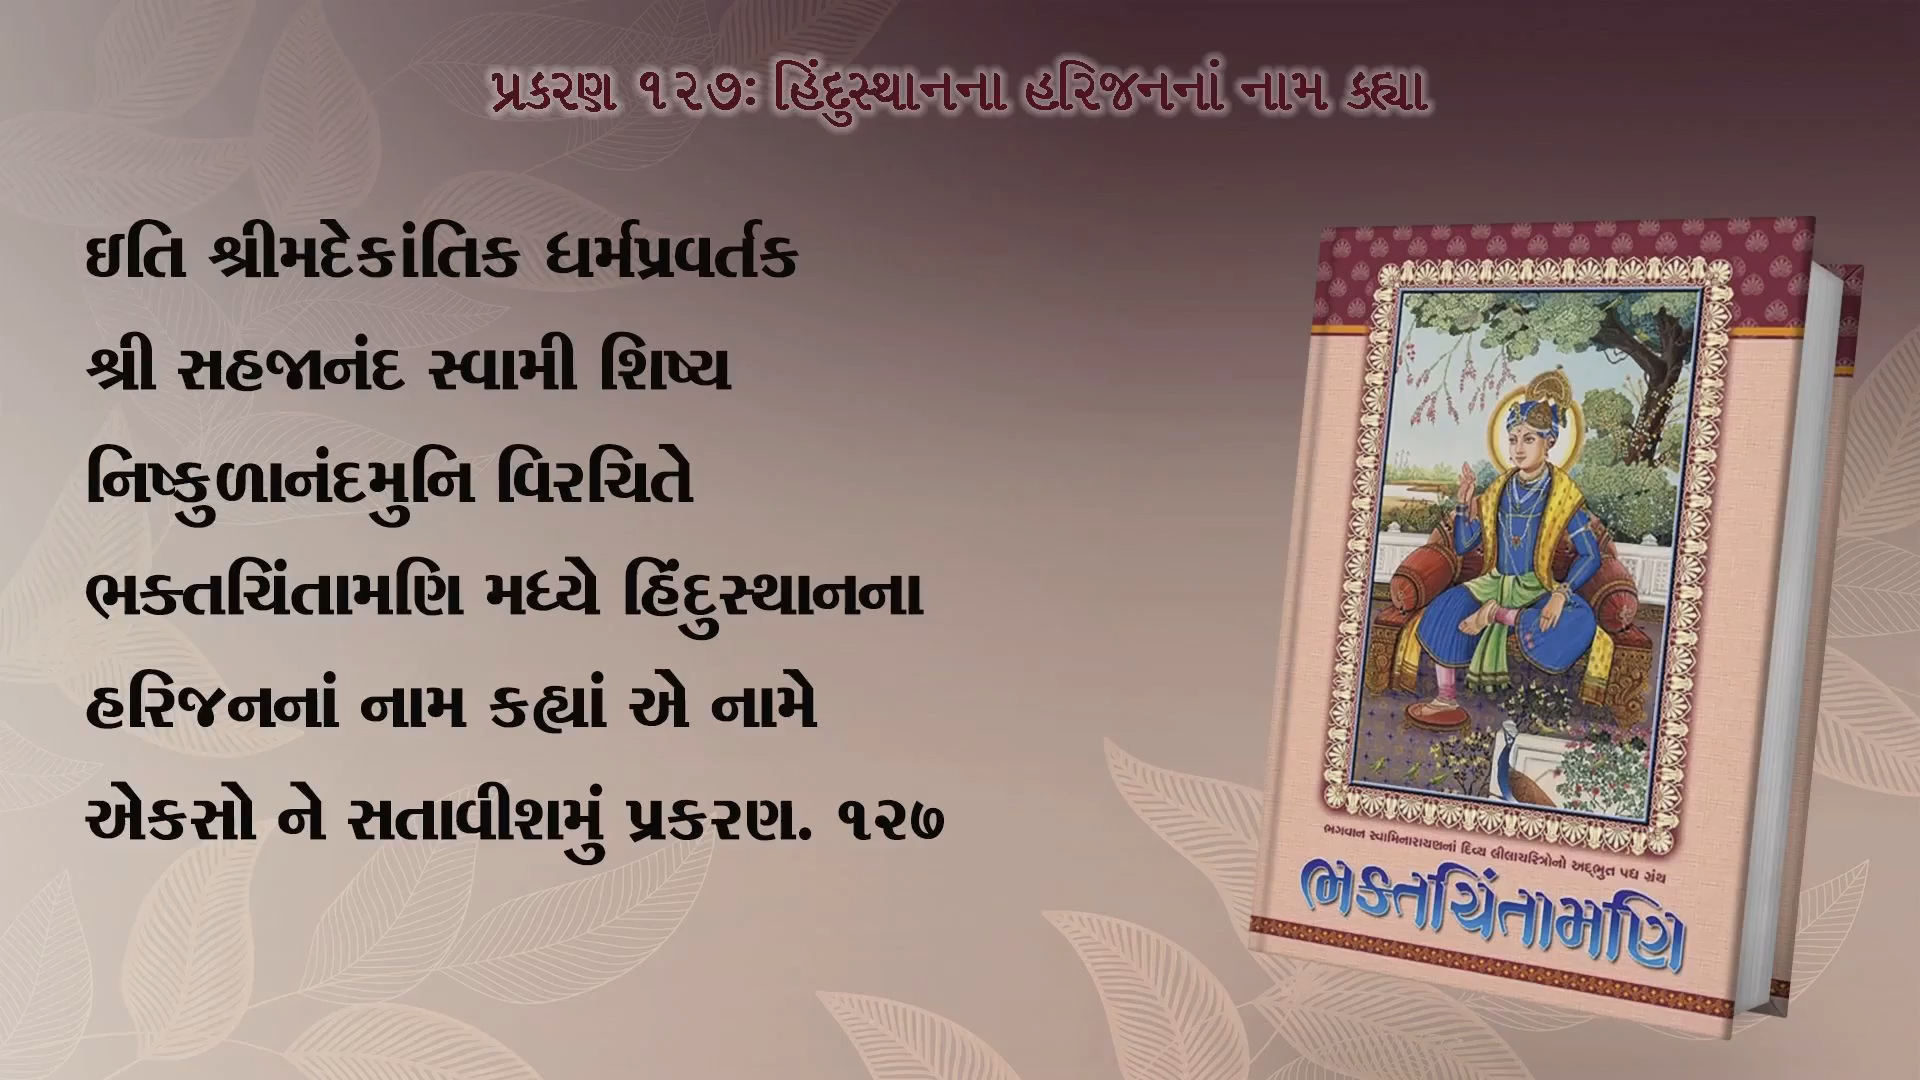 પ્રકરણ ૧૨૭: હિંદુસ્થાનના હરિજનનાં નામ કહ્યા
ઇતિ શ્રીમદેકાંતિક ધર્મપ્રવર્તક
શ્રી સહજાનંદ સ્વામી શિષ્ય
નિષ્કુળાનંદમુનિ વિરચિતે
ભક્તચિંતામણિ મધ્યે હિંદુસ્થાનના
હરિજનનાં નામ કહ્યાં એ નામે
એકસો ને સતાવીશમું પ્રકરણ. ૧૨૭
ભગવાન સ્વામિનારાયણનાં દિવ્ય લીલાચરિત્રોનો અદ્ભુત પદ્ય ગ્રંથ
ભક્તચિંતામણિ